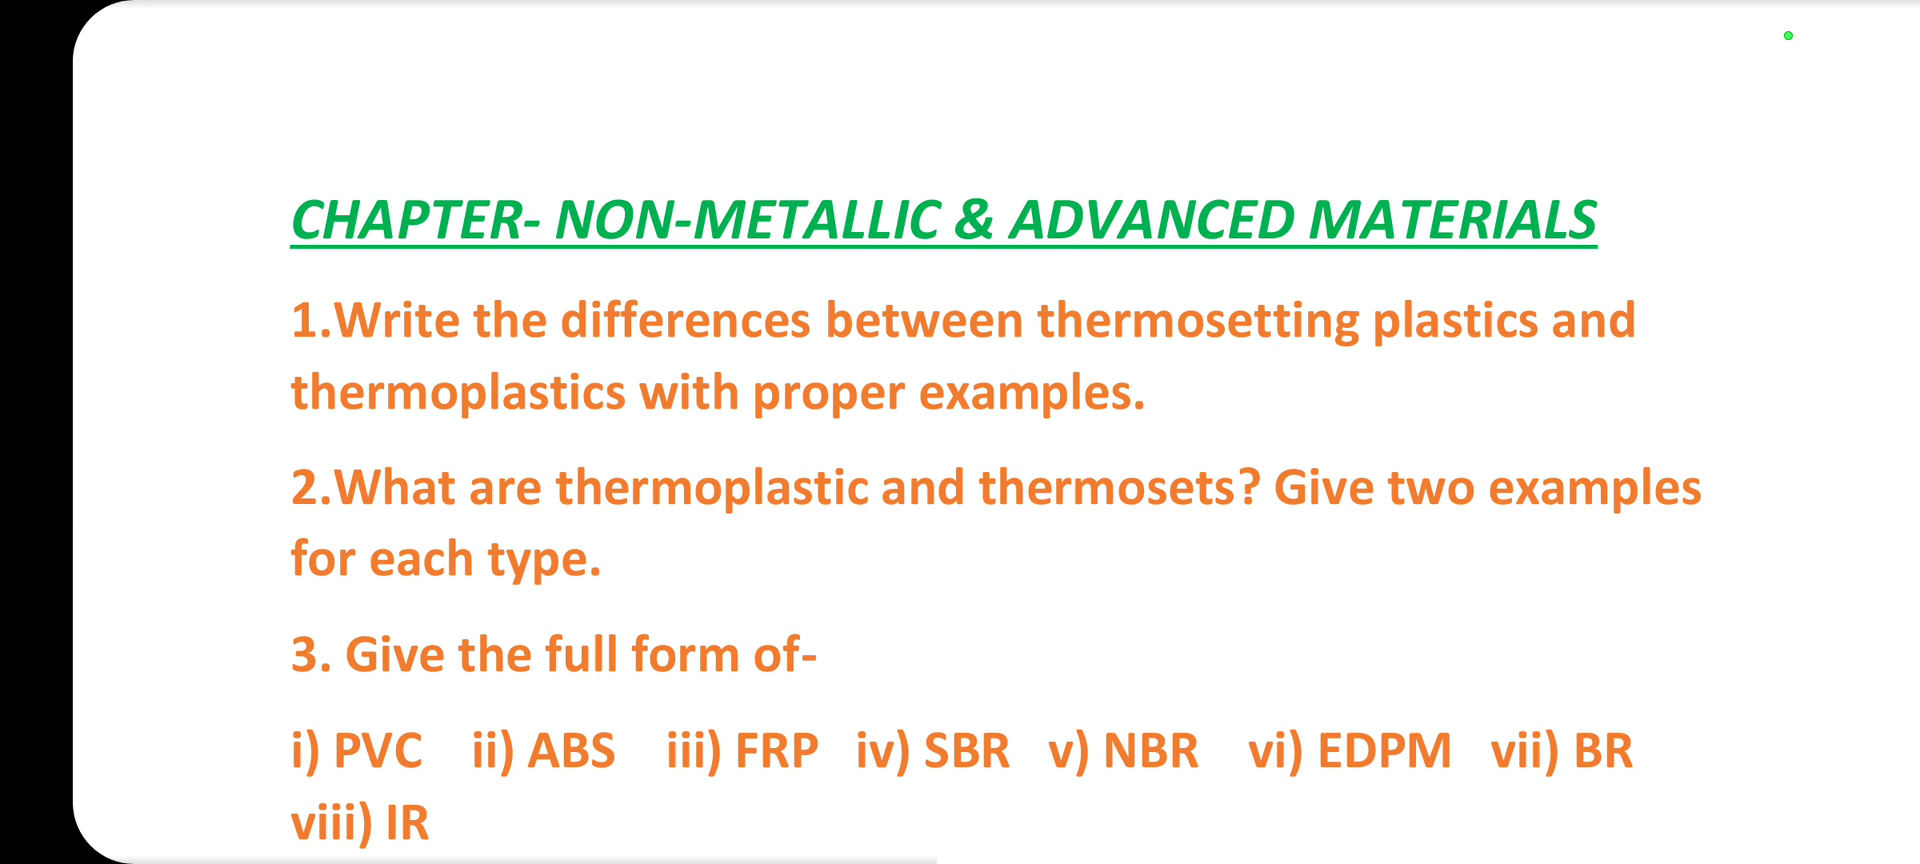 CHAPTER- NON-METALLIC & ADVANCED MATERIALS
1.Write the differences between thermosetting plastics and
thermoplastics with proper examples.
2.What are thermoplastic and thermosets? Give two examples
for each type.
3. Give the full form of-
i) PVC ii) ABS iii) FRP iv) SBR v) NBR vi) EDPM vii) BR
viii) IR